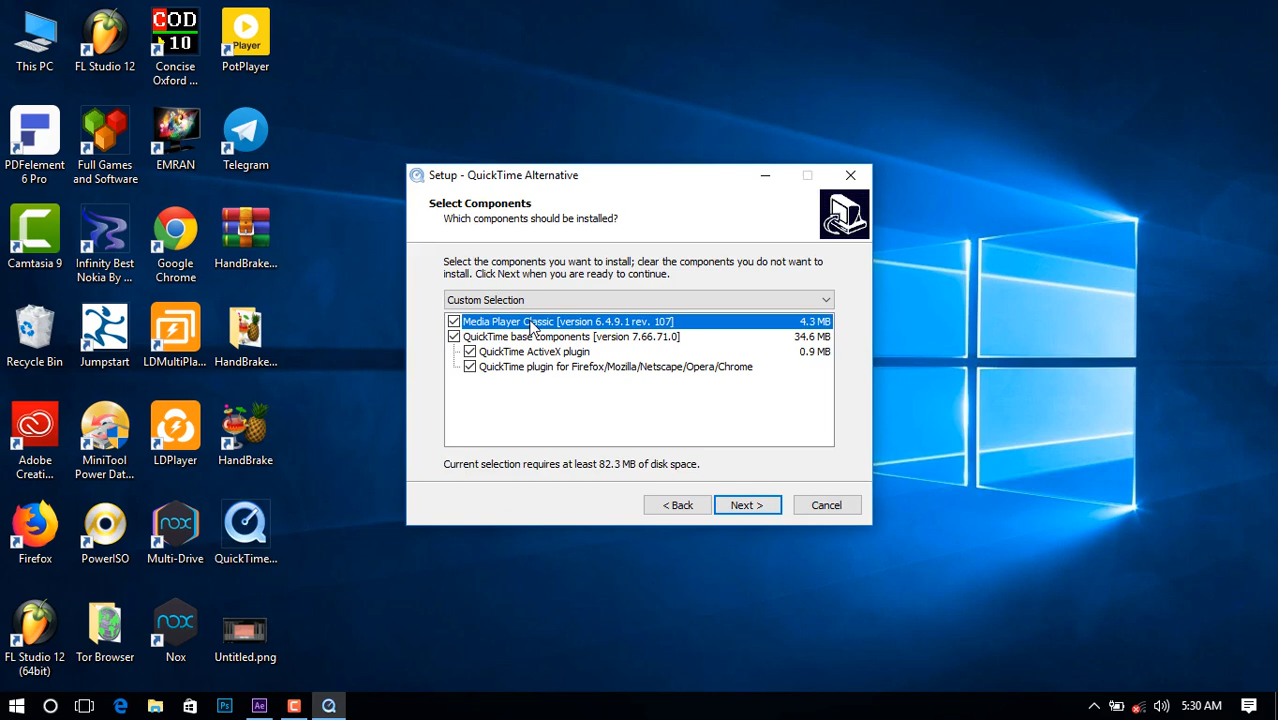 This PC
FL Studio 12
COD
10
Concise
Oxford ...
Player
PotPlayer
PDFelement
6 Pro
Full Games
and Software
EMRAN
Telegram
Camtasia 9
Infinity Best
Nokia By ...
Google
Chrome
HandBrake...
Recycle Bin
Jumpstart
LDMultiPla...
HandBrake...
Adobe
Creati...
MiniTool
Power Dat...
LDPlayer
HandBrake
Firefox
PowerISO
Multi-Drive
QuickTime...
FL Studio 12
(64bit)
Tor Browser
nox
Nox
Untitled.png
Setup - QuickTime Alternative
Select Components
Which components should be installed?
Select the components you want to install; clear the components you do not want to
install. Click Next when you are ready to continue.
Custom Selection
Media Player Classic [version 6.4.9.1 rev. 107] 4.3 MB
QuickTime base components [version 7.66.71.0] 34.6 MB
QuickTime ActiveX plugin 0.9 MB
QuickTime plugin for Firefox/Mozilla/Netscape/Opera/Chrome
Current selection requires at least 82.3 MB of disk space.
< Back
Next >
Cancel
Ps
Ae
5:30 AM